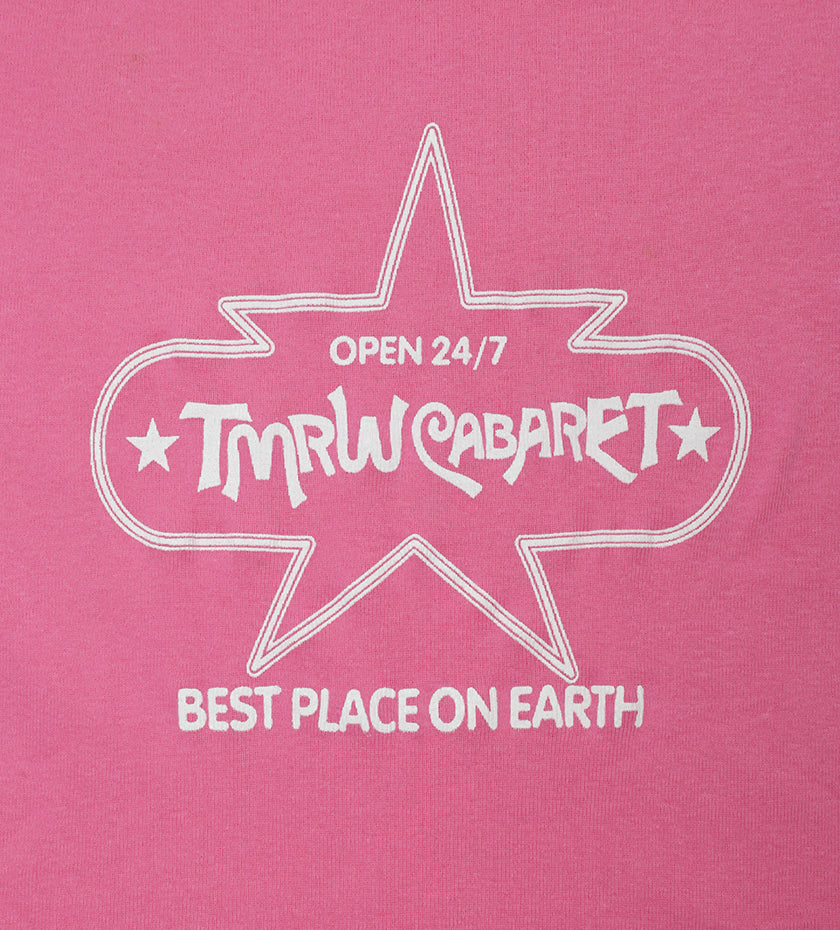 OPEN 24/7
TMRW CABARET
BEST PLACE ON EARTH